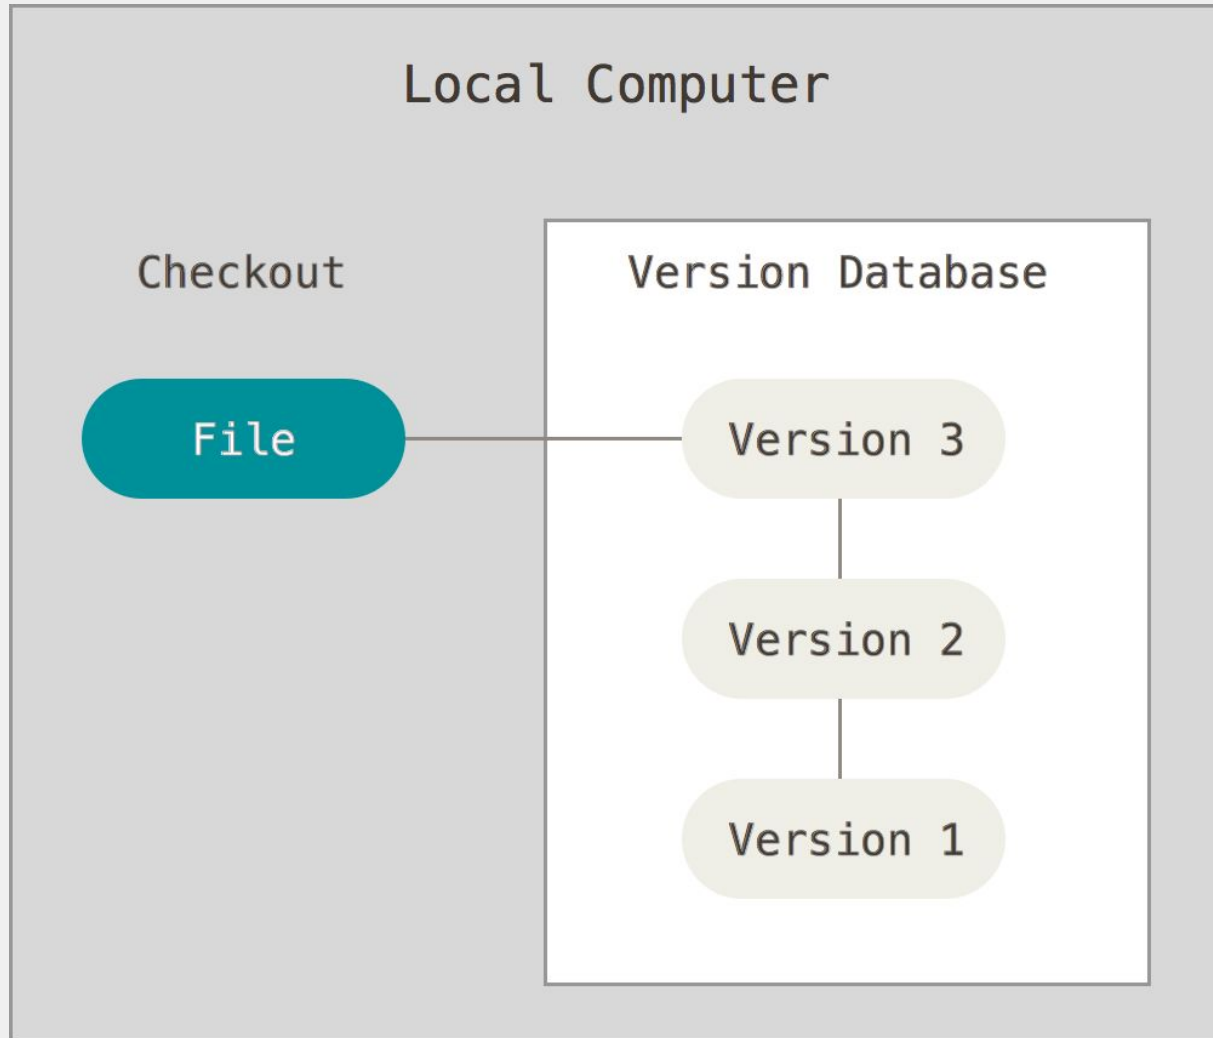 Local Computer
Checkout
Version Database
File
Version 3
Version 2
Version 1